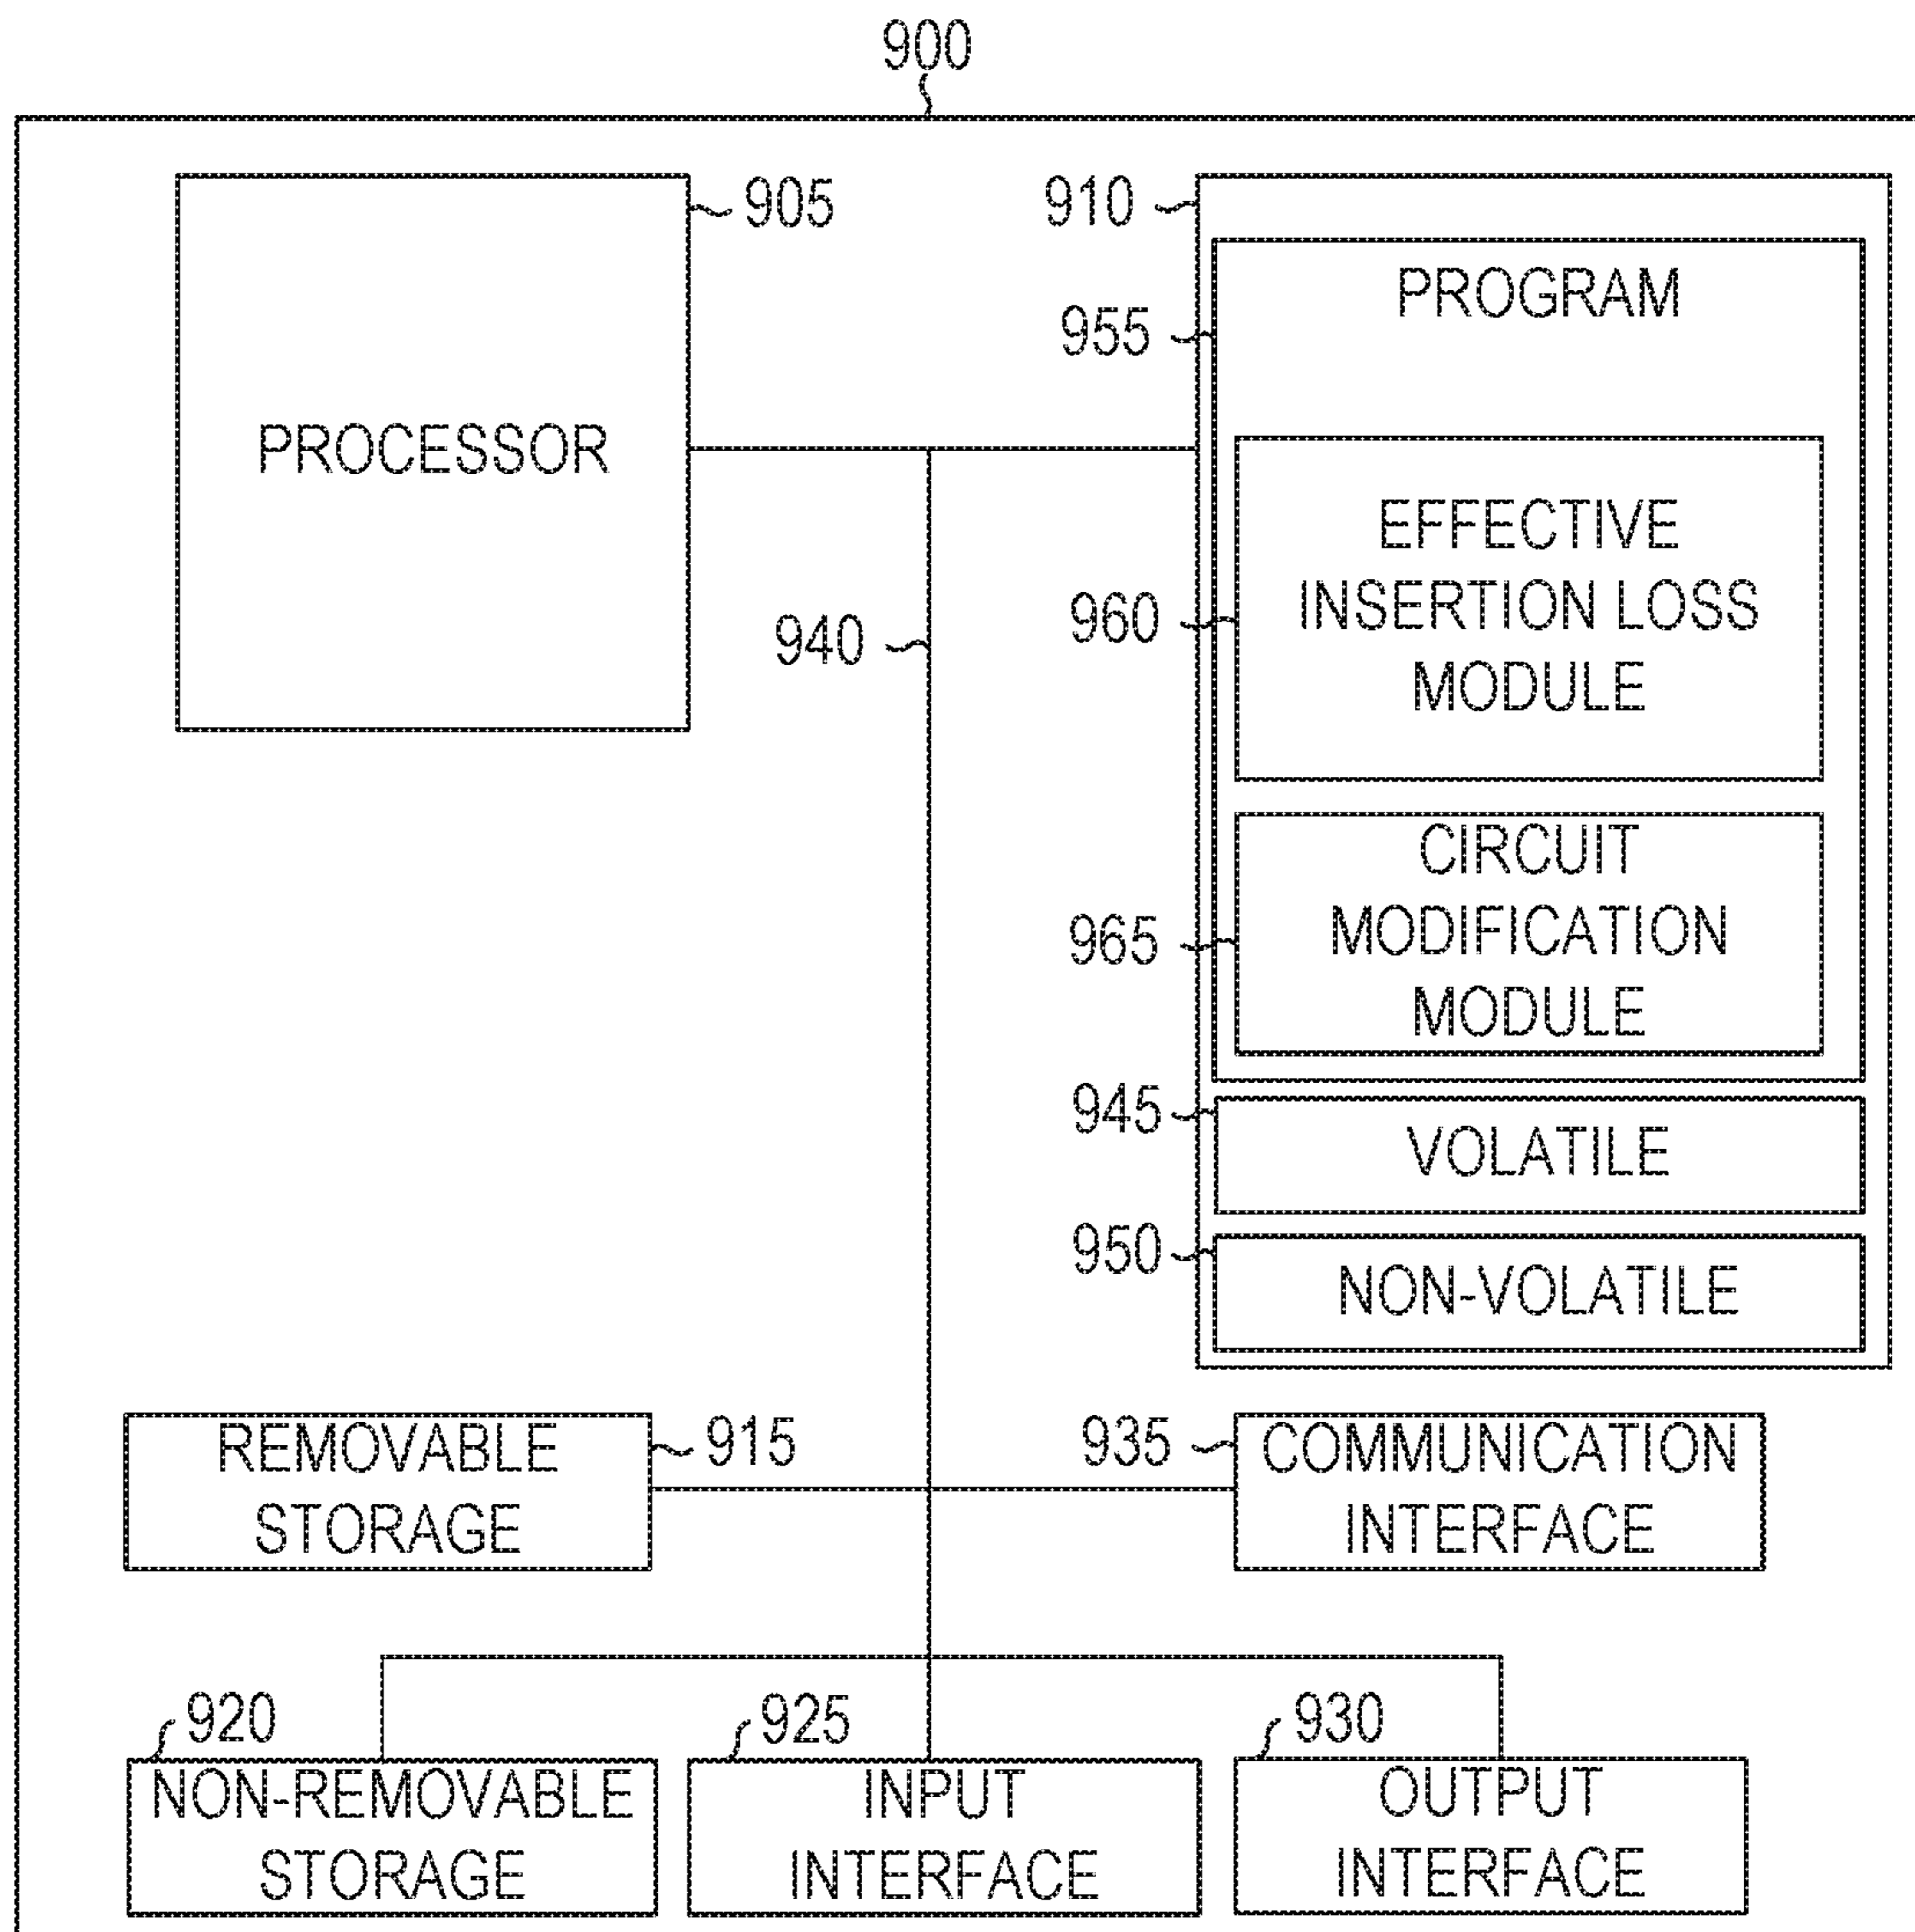 900
905
910
PROGRAM
955
PROCESSOR
EFFECTIVE
INSERTION LOSS
MODULE
960
940
CIRCUIT
MODIFICATION
MODULE
965
945
VOLATILE
950
NON-VOLATILE
REMOVABLE
STORAGE
915
935
COMMUNICATION
INTERFACE
920
925
930
NON-REMOVABLE
STORAGE
INPUT
INTERFACE
OUTPUT
INTERFACE